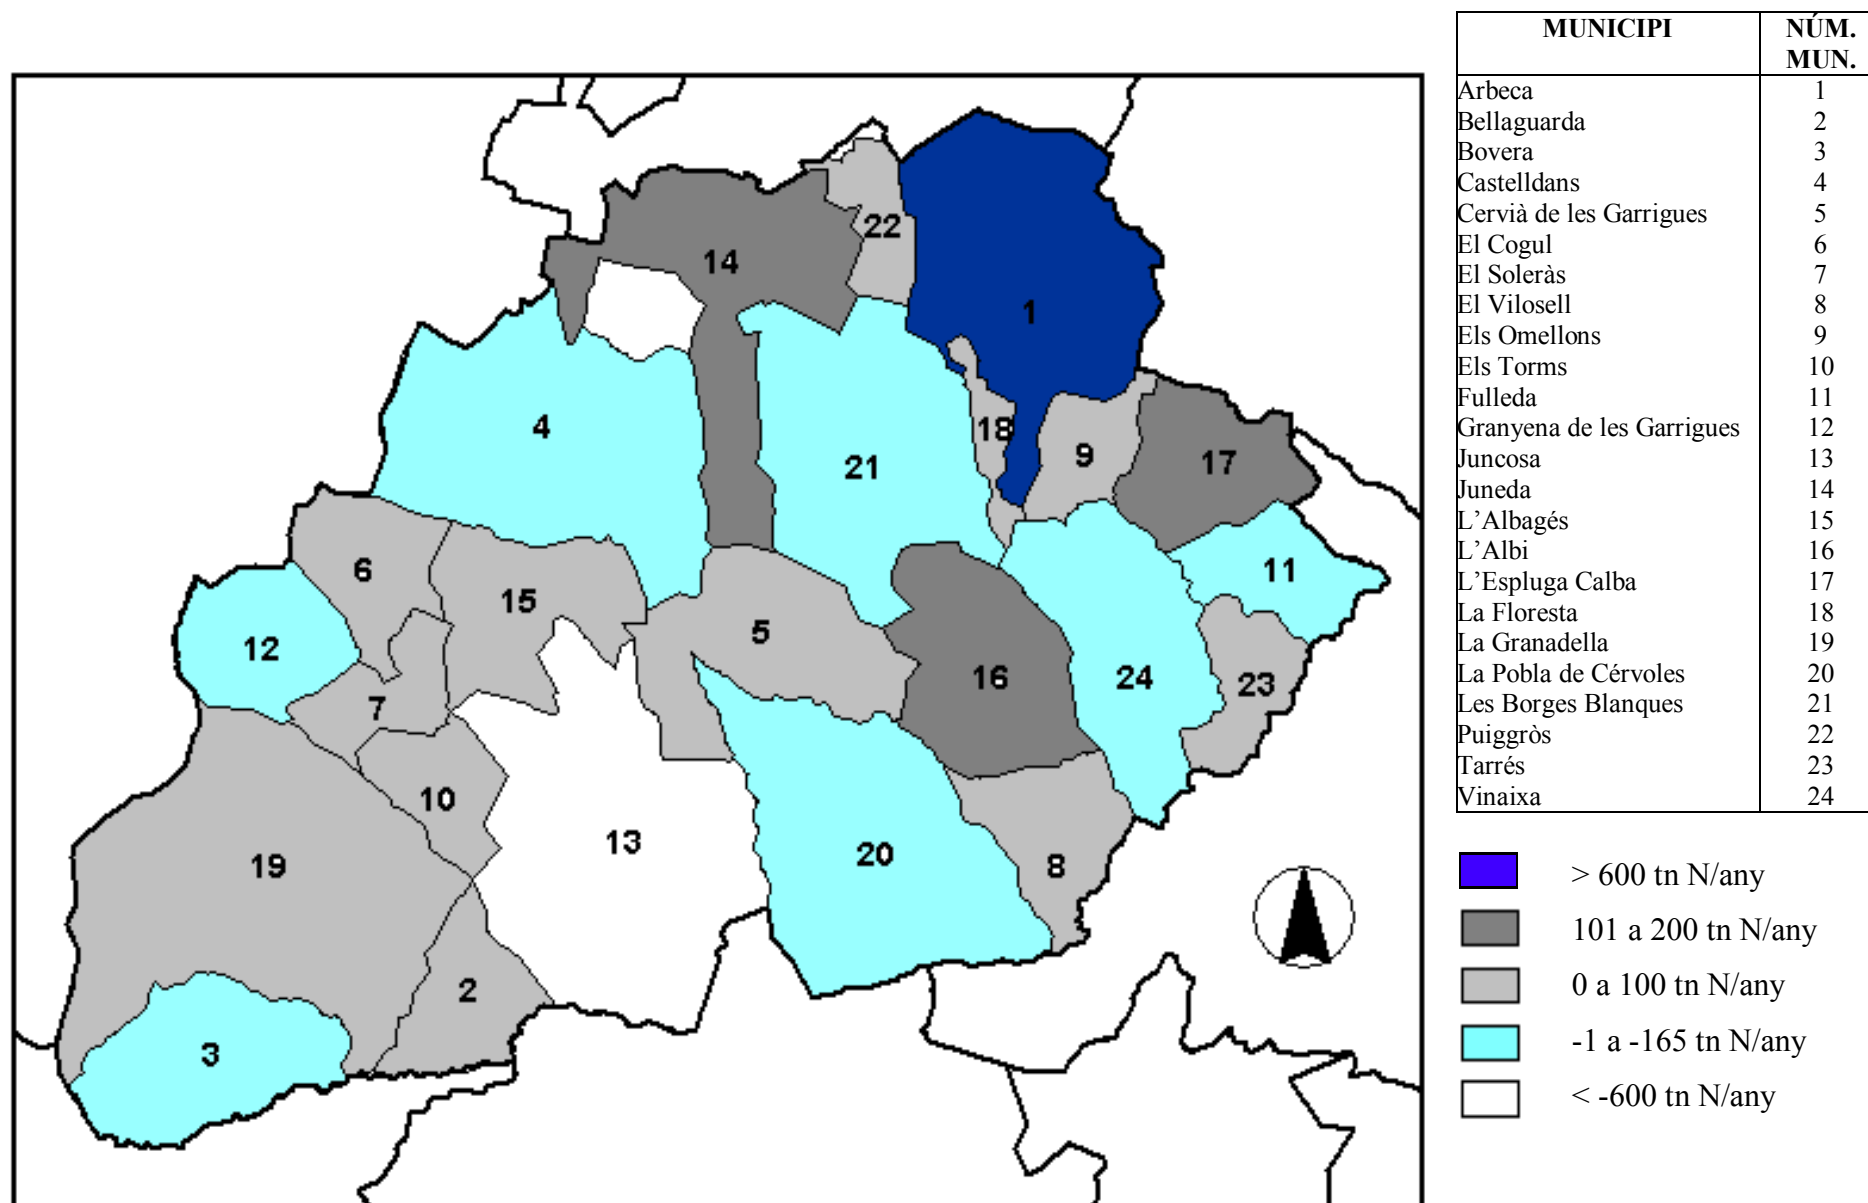 MUNICIPI NÚM. MUN.
Arbeca 1
Bellaguarda 2
Bovera 3
Castelldans 4
Cervià de les Garrigues 5
El Cogul 6
El Soleràs 7
El Vilosell 8
Els Omellons 9
Els Torms 10
Fulleda 11
Granyena de les Garrigues 12
Juncosa 13
Juneda 14
L’Albagés 15
L’Albi 16
L’Espluga Calba 17
La Floresta 18
La Granadella 19
La Pobla de Cérvoles 20
Les Borges Blanques 21
Puiggròs 22
Tarrés 23
Vinaixa 24
> 600 tn N/any
101 a 200 tn N/any
0 a 100 tn N/any
-1 a -165 tn N/any
< -600 tn N/any
22
14
1
4
18
9
17
21
6
15
11
5
12
16
24
23
7
10
13
20
8
19
2
3